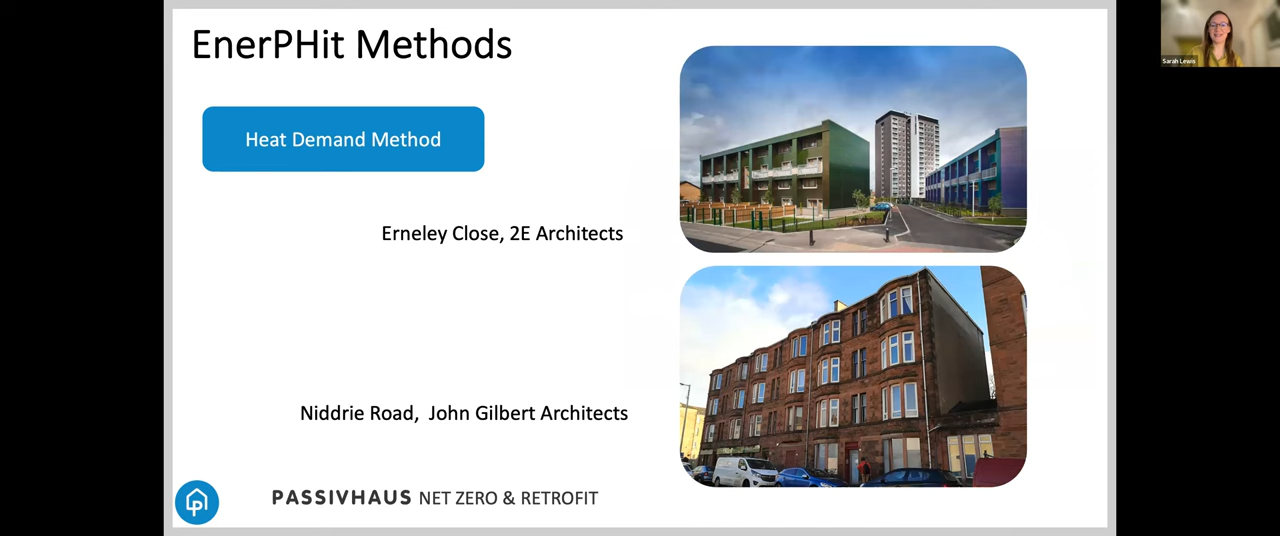 EnerPHit Methods
Heat Demand Method
Erneley Close, 2E Architects
Niddrie Road,  John Gilbert Architects
PASSIVHAUS NET ZERO & RETROFIT
Sarah Lewis